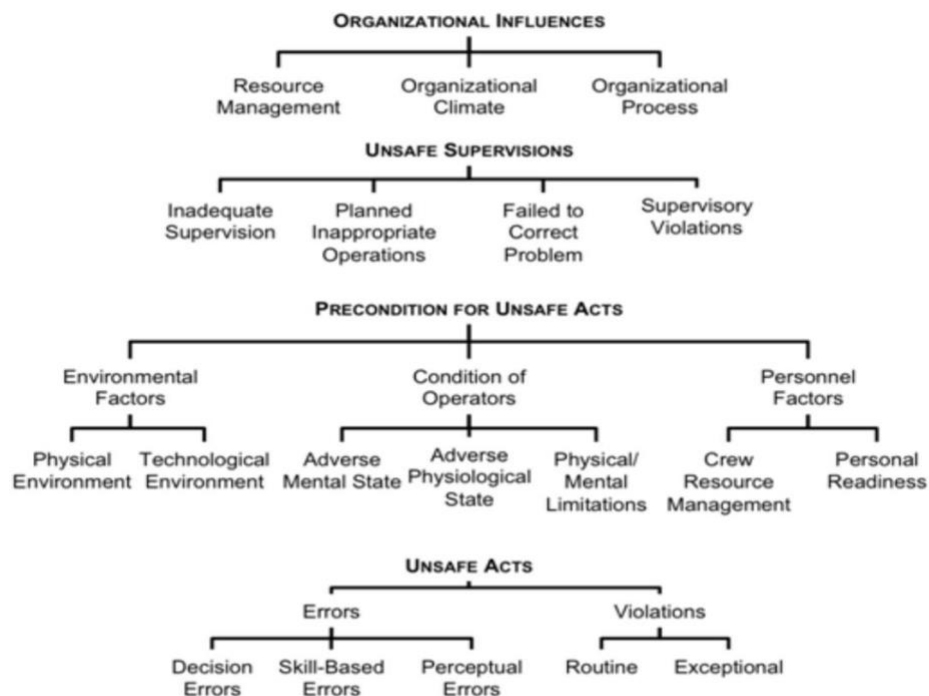 ORGANIZATIONAL INFLUENCES
Resource Management
Organizational Climate
Organizational Process
UNSAFE SUPERVISIONS
Inadequate Supervision
Planned Inappropriate Operations
Failed to Correct Problem
Supervisory Violations
PRECONDITION FOR UNSAFE ACTS
Environmental Factors
Condition of Operators
Personnel Factors
Physical Environment
Technological Environment
Adverse Mental State
Adverse Physiological State
Physical/ Mental Limitations
Crew Resource Management
Personal Readiness
UNSAFE ACTS
Errors
Violations
Decision Errors
Skill-Based Errors
Perceptual Errors
Routine
Exceptional